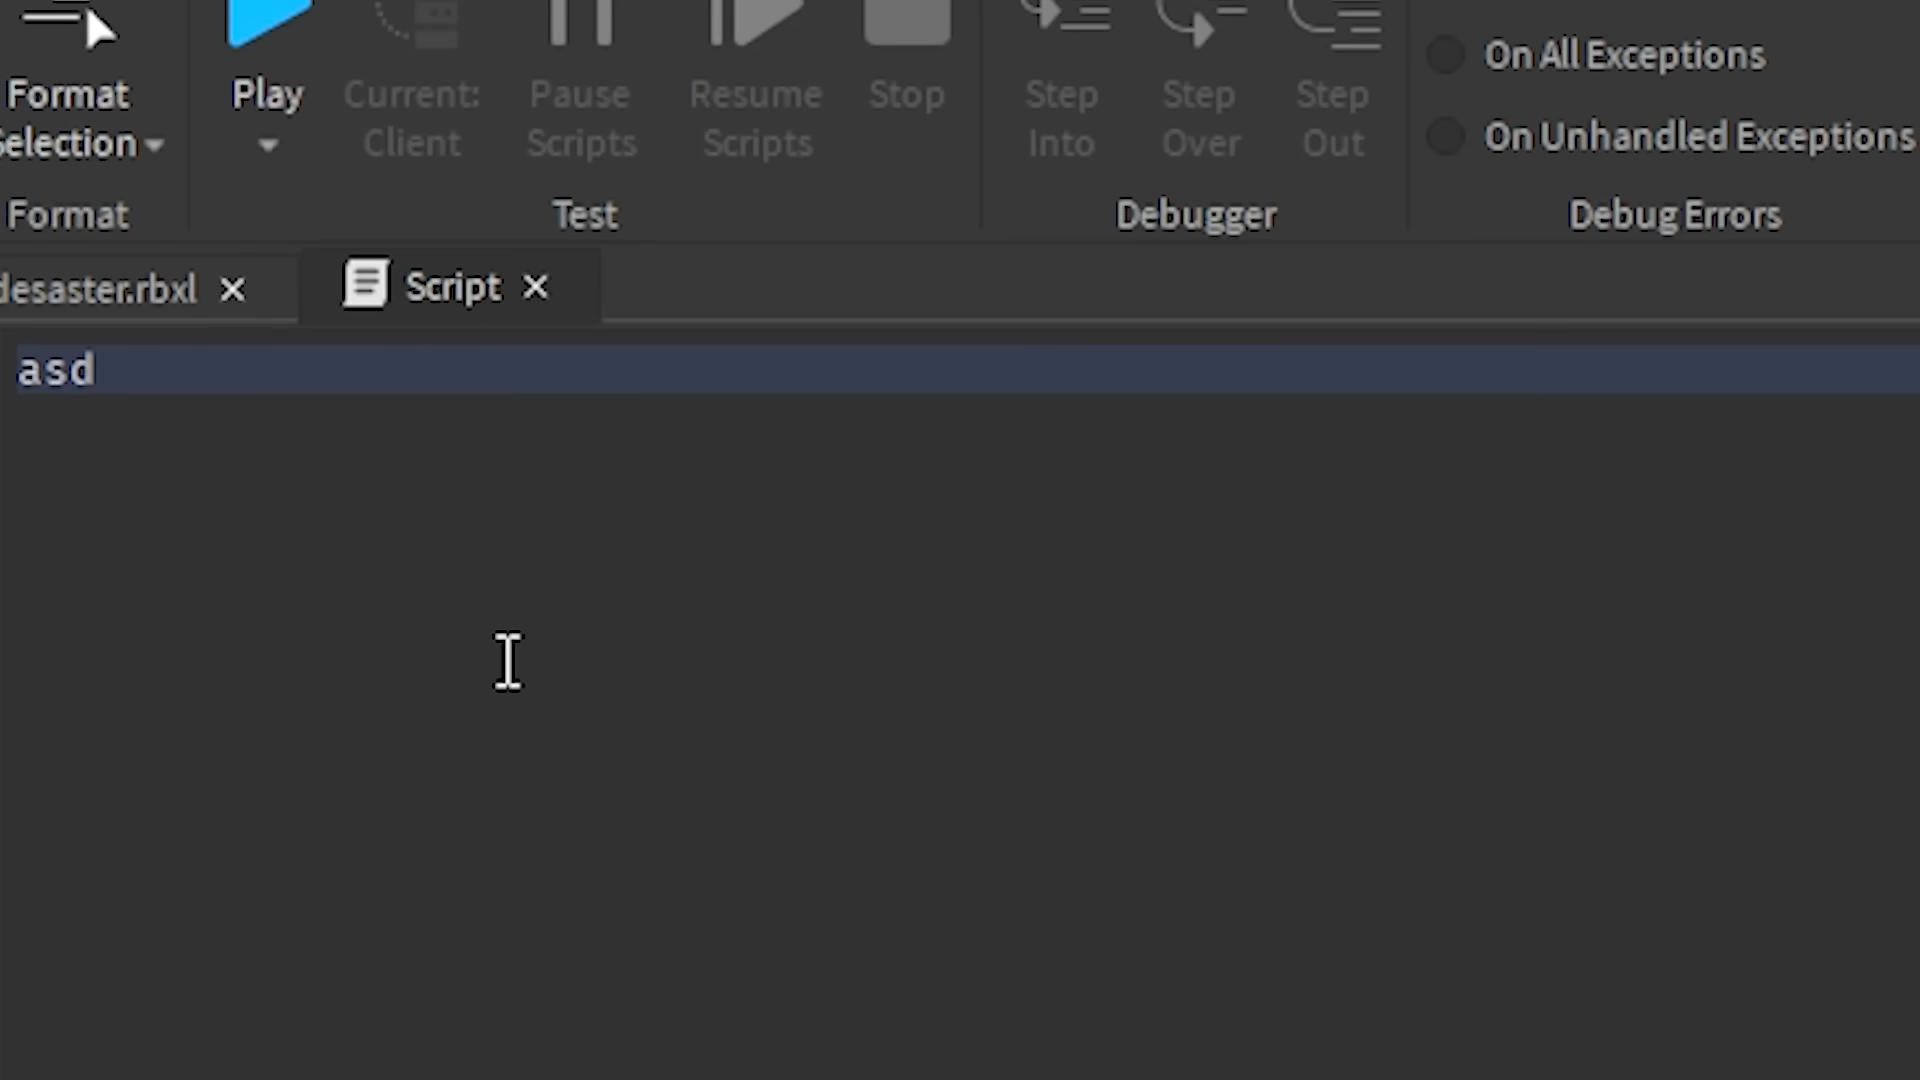 Format
Selection
Format
Play
Current:
Client
Pause
Scripts
Resume
Scripts
Stop
Test
Step
Into
Step
Over
Step
Out
Debugger
On All Exceptions
On Unhandled Exceptions
Debug Errors
desaster.rbxl
Script
asd